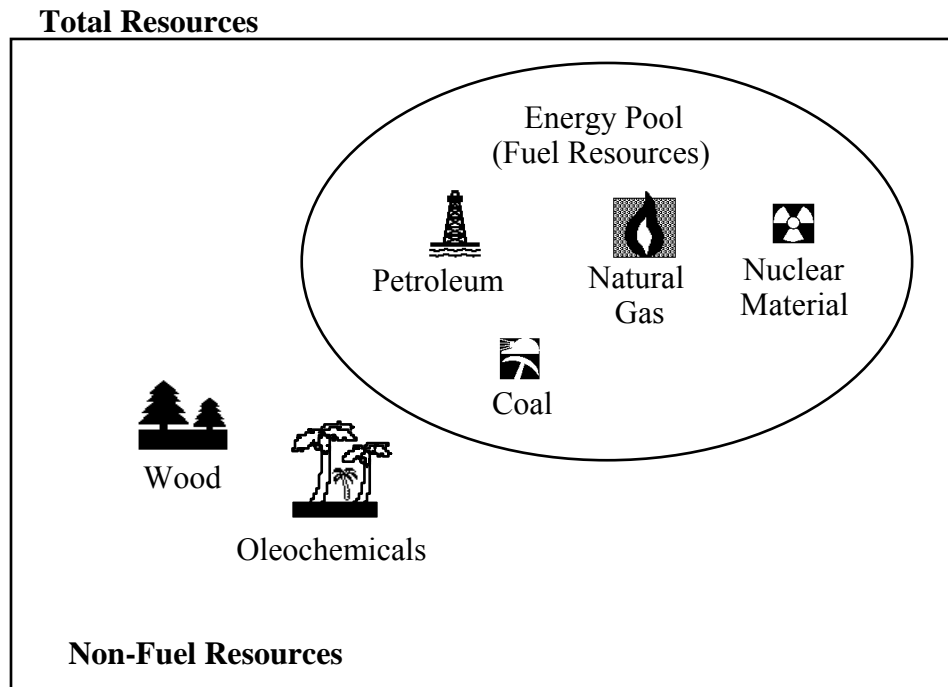 Total Resources
Energy Pool
(Fuel Resources)
Petroleum
Natural
Gas
Nuclear
Material
Coal
Wood
Oleochemicals
Non-Fuel Resources